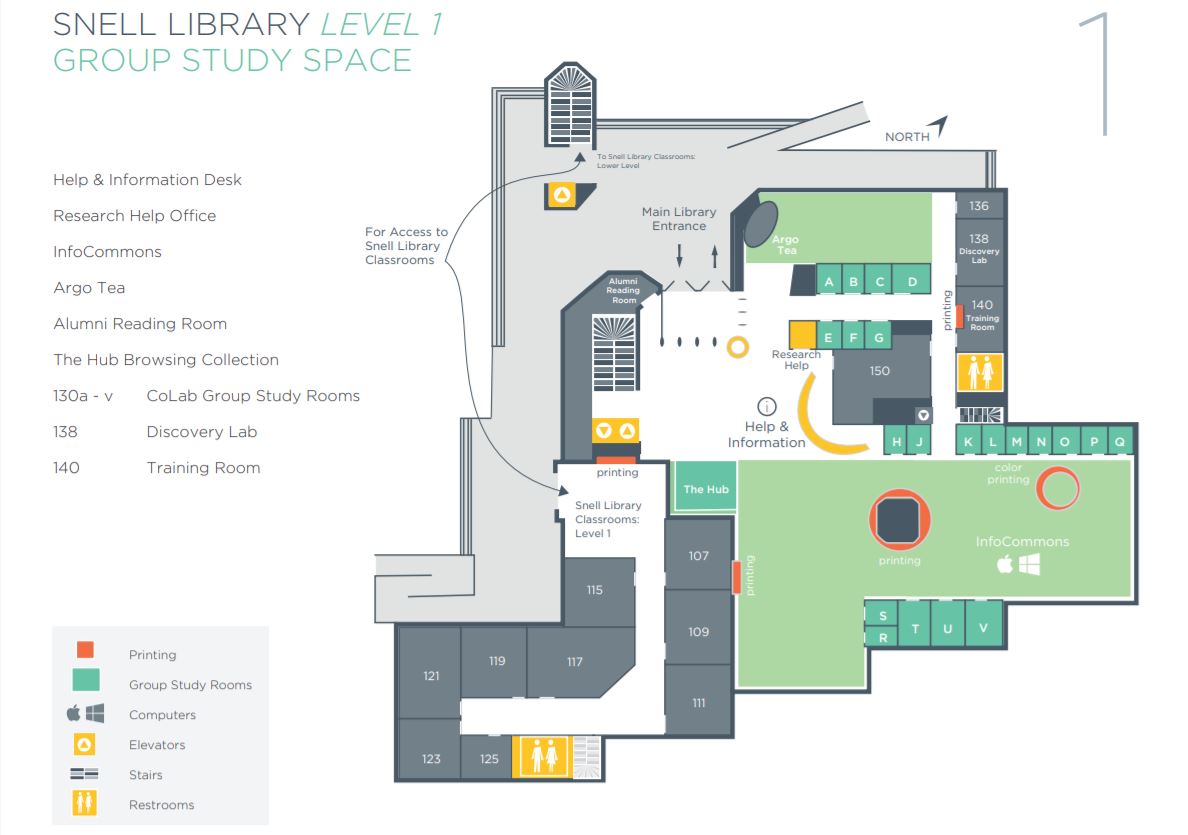 SNELL LIBRARY LEVEL 1
GROUP STUDY SPACE
1
NORTH
To Snell Library Classrooms:
Lower Level
Help & Information Desk
Research Help Office
InfoCommons
Argo Tea
Alumni Reading Room
The Hub Browsing Collection
130a - v CoLab Group Study Rooms
138 Discovery Lab
140 Training Room
For Access to
Snell Library
Classrooms
Main Library
Entrance
Argo
Tea
136
138
Discovery
Lab
A B C D
Alumni
Reading
Room
printing
140
Training
Room
E F G
Research
Help
150
i
Help &
Information
H J
K L M N O P Q
printing
color
printing
The Hub
Snell Library
Classrooms:
Level 1
InfoCommons
printing
107
printing
115
109
S
R
T U V
121
119
117
111
123
125
Printing
Group Study Rooms
Computers
Elevators
Stairs
Restrooms